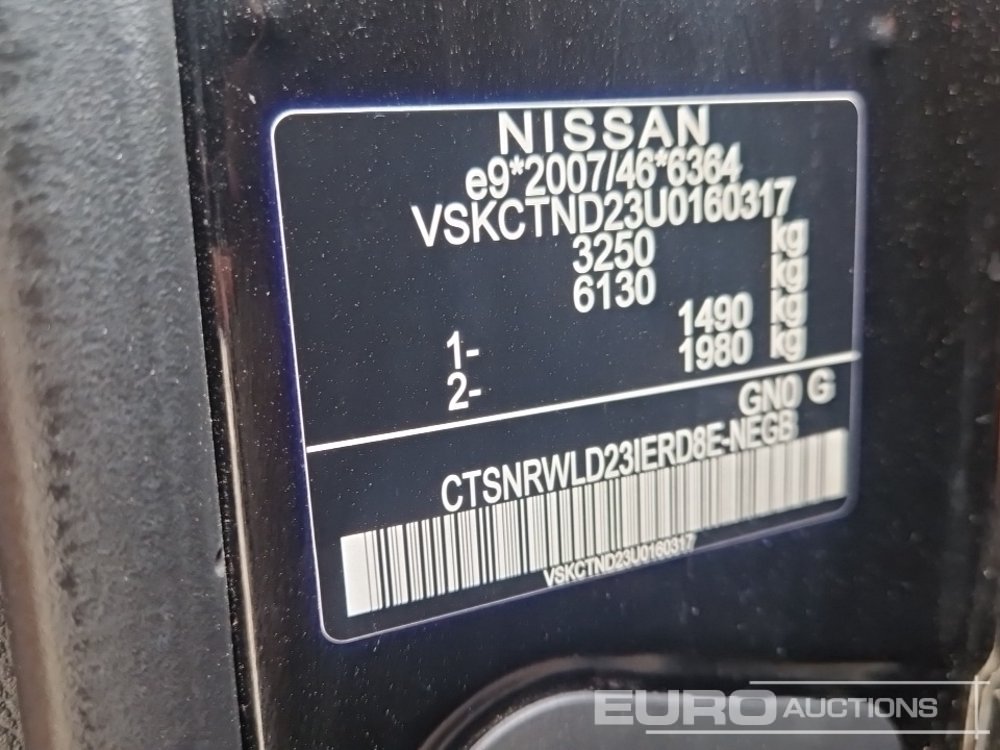 NISSAN
e9*2007/46*6364
VSKCTND23U0160317
3250 kg
6130 kg
1- 1490 kg
2- 1980 kg
GN0 G
CTSNRWLD23IERD8E-NEGB
VSKCTND23U0160317
EURO AUCTIONS